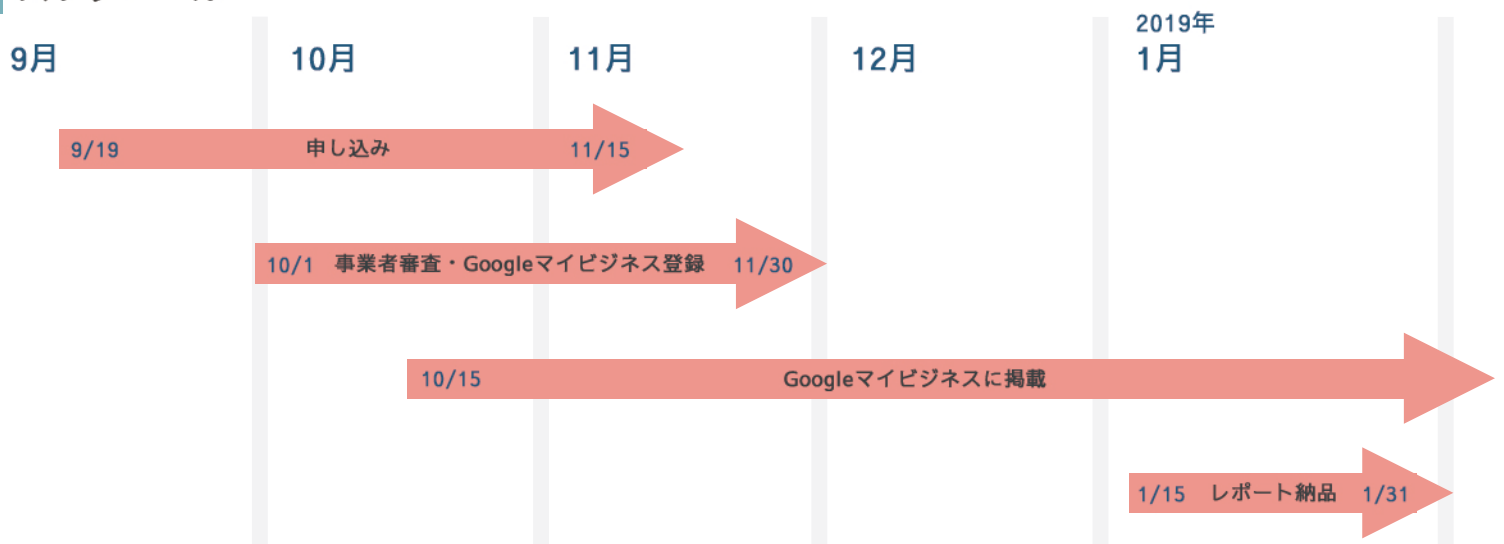 2019年
9月 10月 11月 12月 1月
9/19 申し込み 11/15
10/1 事業者審査・Googleマイビジネス登録 11/30
10/15 Googleマイビジネスに掲載
1/15 レポート納品 1/31